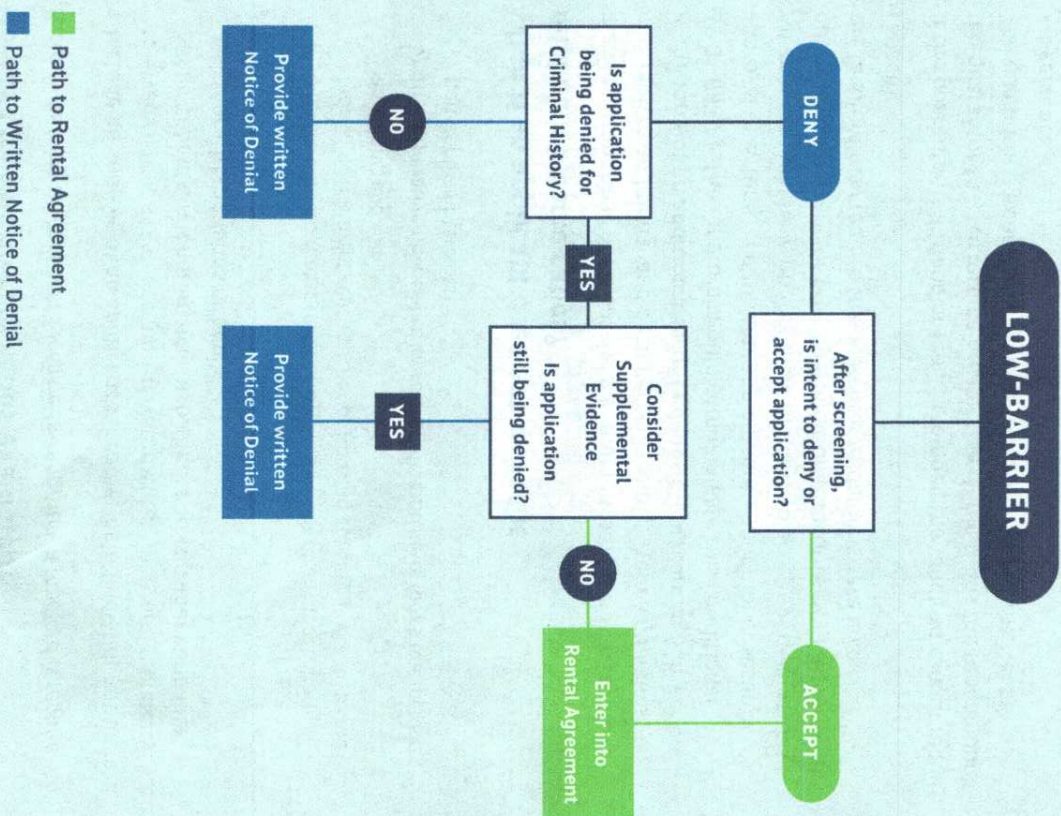 LOW-BARRIER
After screening,
is intent to deny or
accept application?
DENY
ACCEPT
Is application
being denied for
Criminal History?
YES
Consider
Supplemental
Evidence
Is application
still being denied?
NO
Enter into
Rental Agreement
NO
YES
Provide written
Notice of Denial
Provide written
Notice of Denial
Path to Rental Agreement
Path to Written Notice of Denial